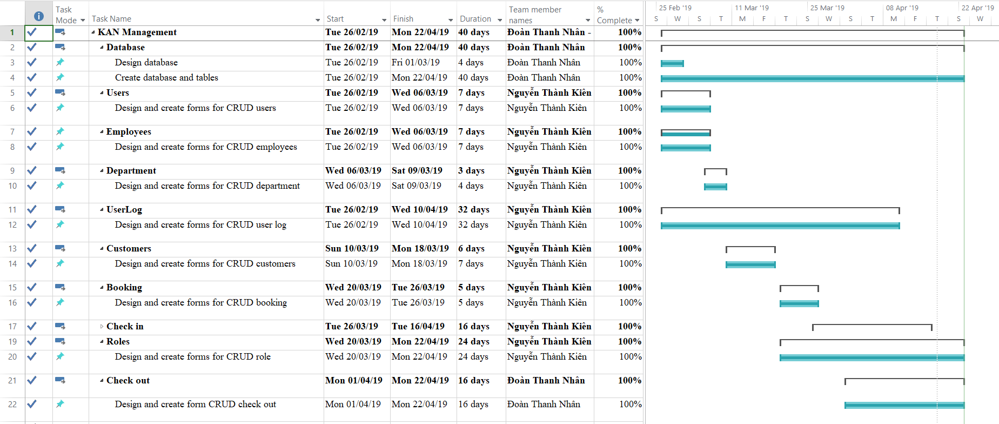 Task Mode Task Name Start Finish Duration Team member names % Complete
25 Feb '19 11 Mar '19 25 Mar '19 08 Apr '19 22 Apr '19
S W S T M F T S W S T M F T S W
1 KAN Management Tue 26/02/19 Mon 22/04/19 40 days Đoàn Thanh Nhân - 100%
2 Database Tue 26/02/19 Mon 22/04/19 40 days Đoàn Thanh Nhân 100%
3 Design database Tue 26/02/19 Fri 01/03/19 4 days Đoàn Thanh Nhân 100%
4 Create database and tables Tue 26/02/19 Mon 22/04/19 40 days Đoàn Thanh Nhân 100%
5 Users Tue 26/02/19 Wed 06/03/19 7 days Nguyễn Thành Kiên 100%
6 Design and create forms for CRUD users Tue 26/02/19 Wed 06/03/19 7 days Nguyễn Thành Kiên 100%
7 Employees Tue 26/02/19 Wed 06/03/19 7 days Nguyễn Thành Kiên 100%
8 Design and create forms for CRUD employees Tue 26/02/19 Wed 06/03/19 7 days Nguyễn Thành Kiên 100%
9 Department Wed 06/03/19 Sat 09/03/19 3 days Nguyễn Thành Kiên 100%
10 Design and create forms for CRUD department Wed 06/03/19 Sat 09/03/19 4 days Nguyễn Thành Kiên 100%
11 UserLog Tue 26/02/19 Wed 10/04/19 32 days Nguyễn Thành Kiên 100%
12 Design and create forms for CRUD user log Tue 26/02/19 Wed 10/04/19 32 days Nguyễn Thành Kiên 100%
13 Customers Sun 10/03/19 Mon 18/03/19 6 days Nguyễn Thành Kiên 100%
14 Design and create forms for CRUD customers Sun 10/03/19 Mon 18/03/19 7 days Nguyễn Thành Kiên 100%
15 Booking Wed 20/03/19 Tue 26/03/19 5 days Nguyễn Thành Kiên 100%
16 Design and create forms for CRUD booking Wed 20/03/19 Tue 26/03/19 5 days Nguyễn Thành Kiên 100%
17 Check in Tue 26/03/19 Tue 16/04/19 16 days Nguyễn Thành Kiên 100%
19 Roles Wed 20/03/19 Mon 22/04/19 24 days Nguyễn Thành Kiên 100%
20 Design and create forms for CRUD role Wed 20/03/19 Mon 22/04/19 24 days Nguyễn Thành Kiên 100%
21 Check out Mon 01/04/19 Mon 22/04/19 16 days Đoàn Thanh Nhân 100%
22 Design and create form CRUD check out Mon 01/04/19 Mon 22/04/19 16 days Đoàn Thanh Nhân 100%